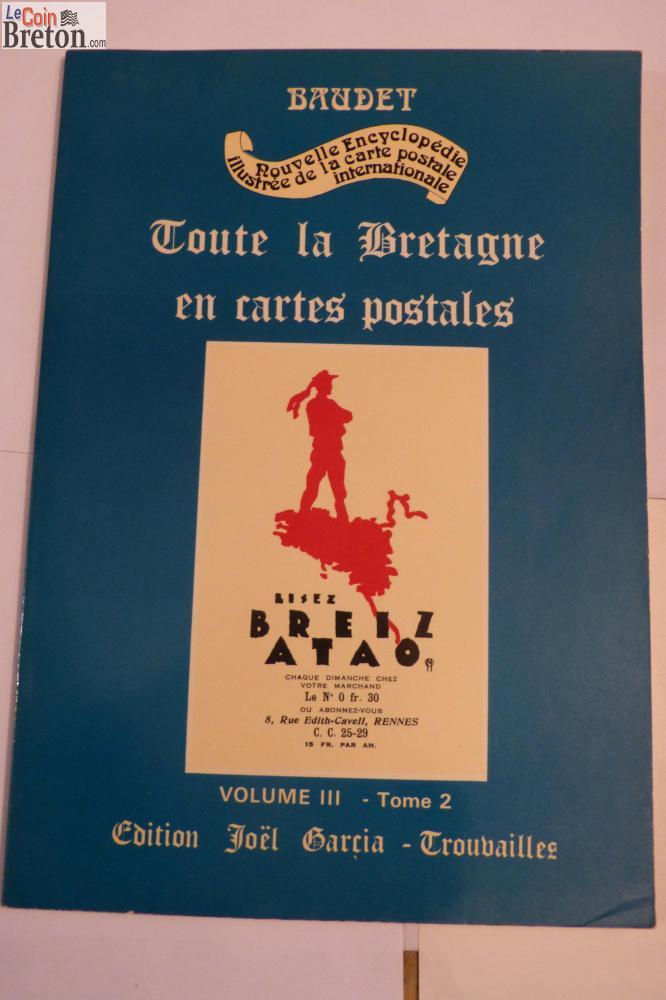 Le Coin
Breton.com
BAUDET
Nouvelle Encyclopédie
illustrée de la carte postale
internationale
Toute la Bretagne
en cartes postales
LISEZ
BREIZ
ATAO
CHAQUE DIMANCHE CHEZ
VOTRE MARCHAND
Le Nº 0 fr. 30
OU ABONNEZ-VOUS
8, Rue Edith-Cavell, RENNES
C. C. 25-29
15 FR. PAR AN.
VOLUME III - Tome 2
Edition Joël Garçia - Trouvailles